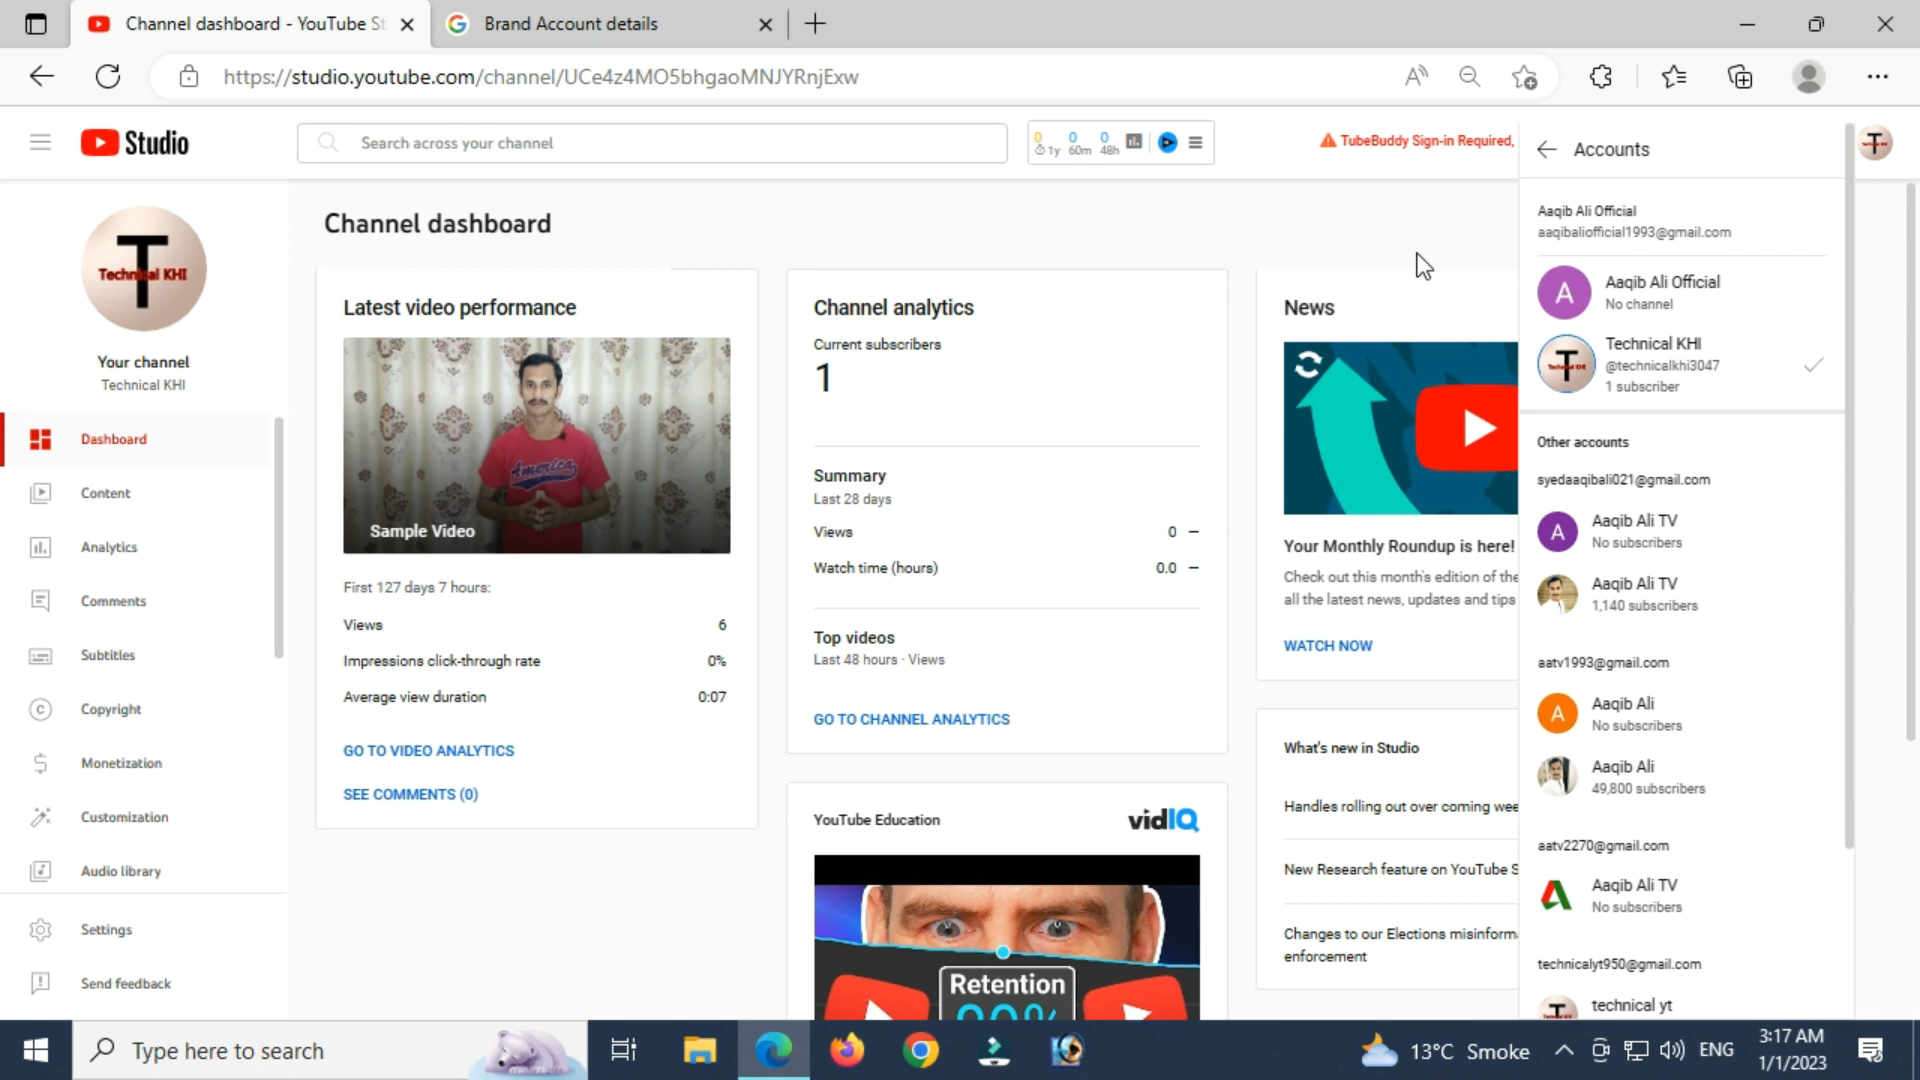 Channel dashboard - YouTube St
Brand Account details
https://studio.youtube.com/channel/UCe4z4MO5bhgaoMNJYRnjExw
Studio
Search across your channel
0 0 0
1y 60m 48h
TubeBuddy Sign-in Required,
T
Technical KHI
Your channel
Technical KHI
Dashboard
Content
Analytics
Comments
Subtitles
Copyright
Monetization
Customization
Audio library
Settings
Send feedback
Channel dashboard
Latest video performance
America
Sample Video
First 127 days 7 hours:
Views 6
Impressions click-through rate 0%
Average view duration 0:07
GO TO VIDEO ANALYTICS
SEE COMMENTS (0)
Channel analytics
Current subscribers
1
Summary
Last 28 days
Views 0 —
Watch time (hours) 0.0 —
Top videos
Last 48 hours · Views
GO TO CHANNEL ANALYTICS
YouTube Education
vidIQ
Retention
90%
News
Your Monthly Roundup is here!
Check out this month's edition of the
all the latest news, updates and tips
WATCH NOW
What's new in Studio
Handles rolling out over coming wee
New Research feature on YouTube S
Changes to our Elections misinforma
enforcement
Accounts
Aaqib Ali Official
aaqibaliofficial1993@gmail.com
A
Aaqib Ali Official
No channel
T
Technical KHI
@technicalkhi3047
1 subscriber
Other accounts
syedaaqibali021@gmail.com
A
Aaqib Ali TV
No subscribers
Aaqib Ali TV
1,140 subscribers
aatv1993@gmail.com
A
Aaqib Ali
No subscribers
Aaqib Ali
49,800 subscribers
aatv2270@gmail.com
Aaqib Ali TV
No subscribers
technicalyt950@gmail.com
technical yt
Type here to search
13°C Smoke
ENG
3:17 AM
1/1/2023